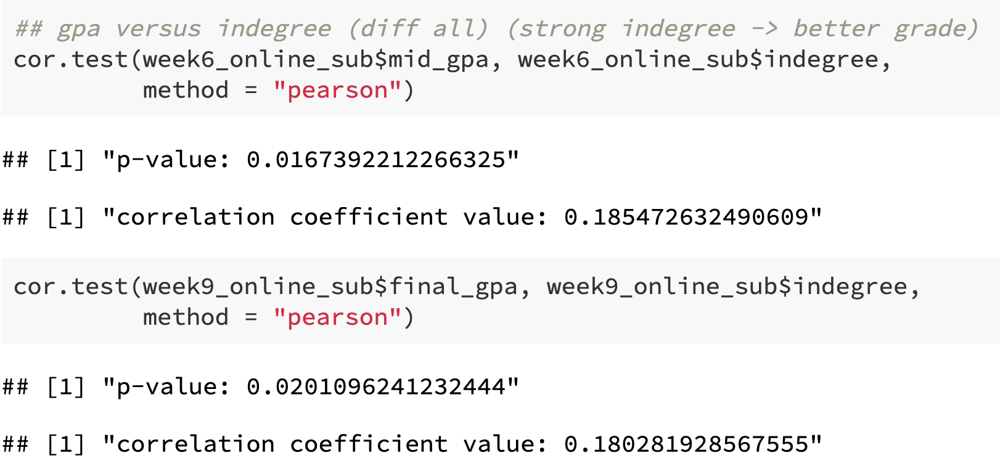 ## gpa versus indegree (diff all) (strong indegree -> better grade)
cor.test(week6_online_sub$mid_gpa, week6_online_sub$indegree,
method = "pearson")
## [1] "p-value: 0.0167392212266325"
## [1] "correlation coefficient value: 0.185472632490609"
cor.test(week9_online_sub$final_gpa, week9_online_sub$indegree,
method = "pearson")
## [1] "p-value: 0.0201096241232444"
## [1] "correlation coefficient value: 0.180281928567555"